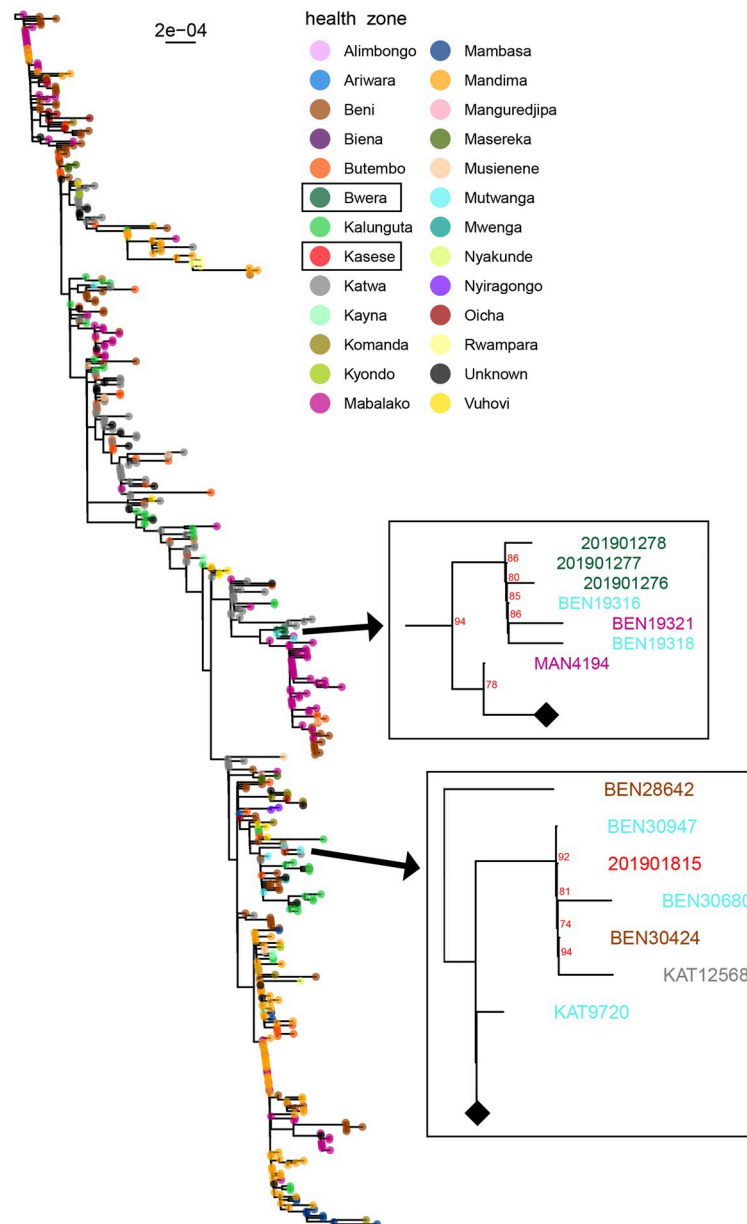 2e−04
health zone
Alimbongo
Ariwara
Beni
Biena
Butembo
Bwera
Kalunguta
Kasese
Katwa
Kayna
Komanda
Kyondo
Mabalako
Mambasa
Mandima
Manguredjipa
Masereka
Musienene
Mutwanga
Mwenga
Nyakunde
Nyiragongo
Oicha
Rwampara
Unknown
Vuhovi
201901278
86
201901277
80
201901276
85
BEN19316
86
94
BEN19321
BEN19318
MAN4194
78
BEN28642
BEN30947
92
201901815
81
BEN30680
74
BEN30424
94
KAT12568
KAT9720